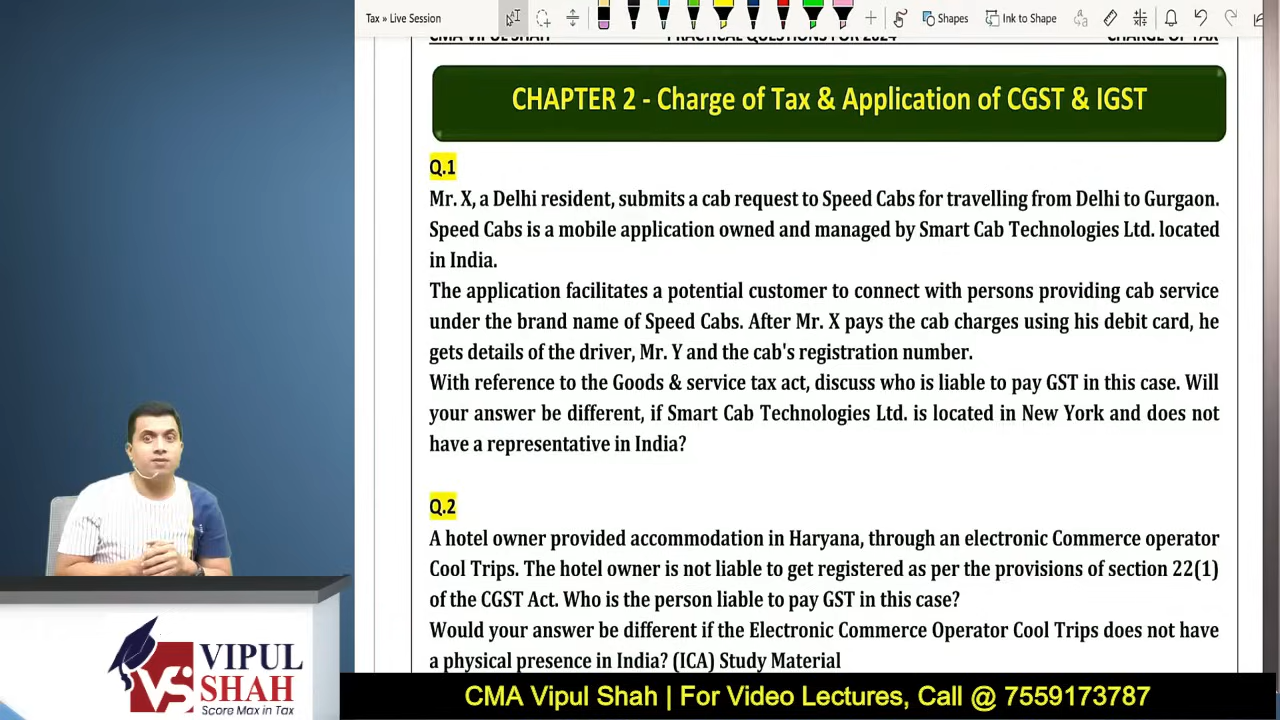 Tax » Live Session
Shapes
Ink to Shape
CMA VIPUL SHAH PRACTICAL QUESTIONS FOR 2024 CHARGE OF TAX
CHAPTER 2 - Charge of Tax & Application of CGST & IGST
Q.1
Mr. X, a Delhi resident, submits a cab request to Speed Cabs for travelling from Delhi to Gurgaon.
Speed Cabs is a mobile application owned and managed by Smart Cab Technologies Ltd. located
in India.
The application facilitates a potential customer to connect with persons providing cab service
under the brand name of Speed Cabs. After Mr. X pays the cab charges using his debit card, he
gets details of the driver, Mr. Y and the cab's registration number.
With reference to the Goods & service tax act, discuss who is liable to pay GST in this case. Will
your answer be different, if Smart Cab Technologies Ltd. is located in New York and does not
have a representative in India?
Q.2
A hotel owner provided accommodation in Haryana, through an electronic Commerce operator
Cool Trips. The hotel owner is not liable to get registered as per the provisions of section 22(1)
of the CGST Act. Who is the person liable to pay GST in this case?
Would your answer be different if the Electronic Commerce Operator Cool Trips does not have
a physical presence in India? (ICA) Study Material
VS
VIPUL
SHAH
Score Max in Tax
CMA Vipul Shah | For Video Lectures, Call @ 7559173787